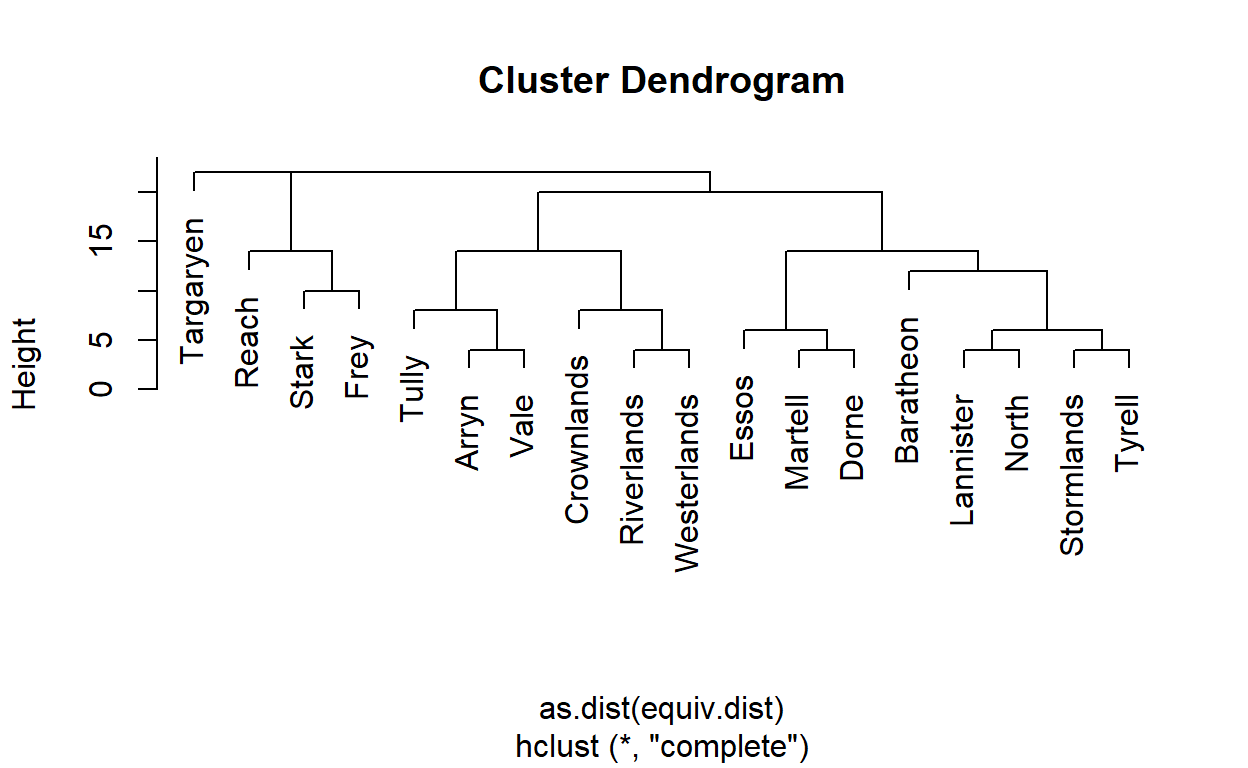 Cluster Dendrogram
Height
15
5
0
Targaryen
Reach
Stark
Frey
Tully
Arryn
Vale
Crownlands
Riverlands
Westerlands
Essos
Martell
Dorne
Baratheon
Lannister
North
Stormlands
Tyrell
as.dist(equiv.dist)
hclust (*, "complete")